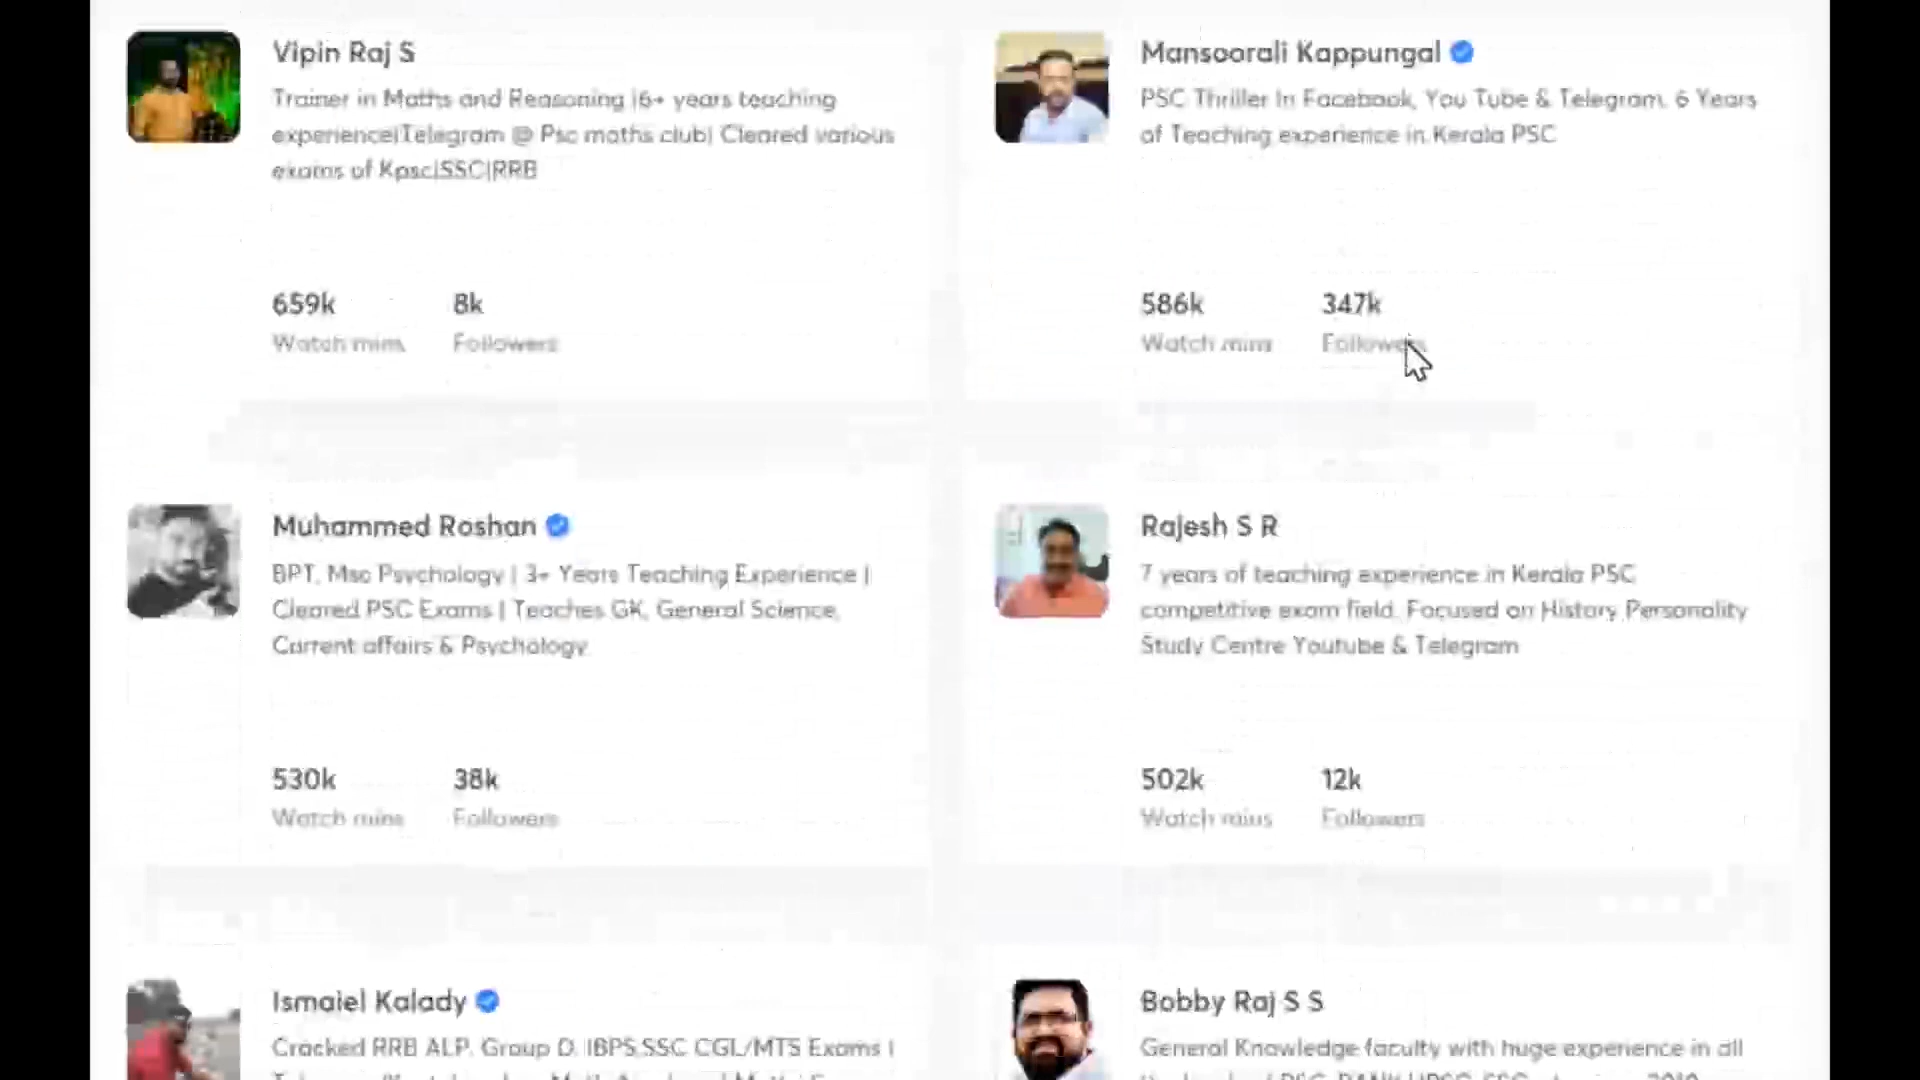 Vipin Raj S
Trainer in Maths and Reasoning |6+ years teaching
experience|Telegram @ Psc maths club| Cleared various
exams of Kpsc|SSC|RRB
659k
8k
Watch mins
Followers
Mansoorali Kappungal
PSC Thriller In Facebook, You Tube & Telegram. 6 Years
of Teaching experience in Kerala PSC
586k
347k
Watch mins
Followers
Muhammed Roshan
BPT, Msc Psychology | 3+ Years Teaching Experience |
Cleared PSC Exams | Teaches GK, General Science,
Current affairs & Psychology
530k
38k
Watch mins
Followers
Rajesh S R
7 years of teaching experience in Kerala PSC
competitive exam field. Focused on History Personality
Study Centre Youtube & Telegram
502k
12k
Watch mins
Followers
Ismaiel Kalady
Cracked RRB ALP, Group D, IBPS,SSC CGL/MTS Exams |
Bobby Raj S S
General Knowledge faculty with huge experience in all